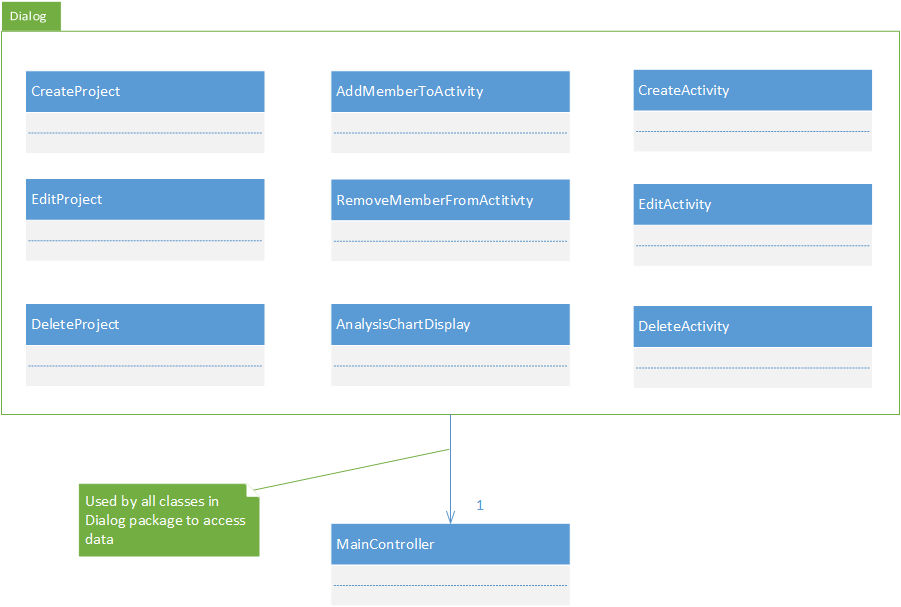 Dialog
CreateProject
AddMemberToActivity
CreateActivity
EditProject
RemoveMemberFromActitivty
EditActivity
DeleteProject
AnalysisChartDisplay
DeleteActivity
Used by all classes in
Dialog package to access
data
1
MainController